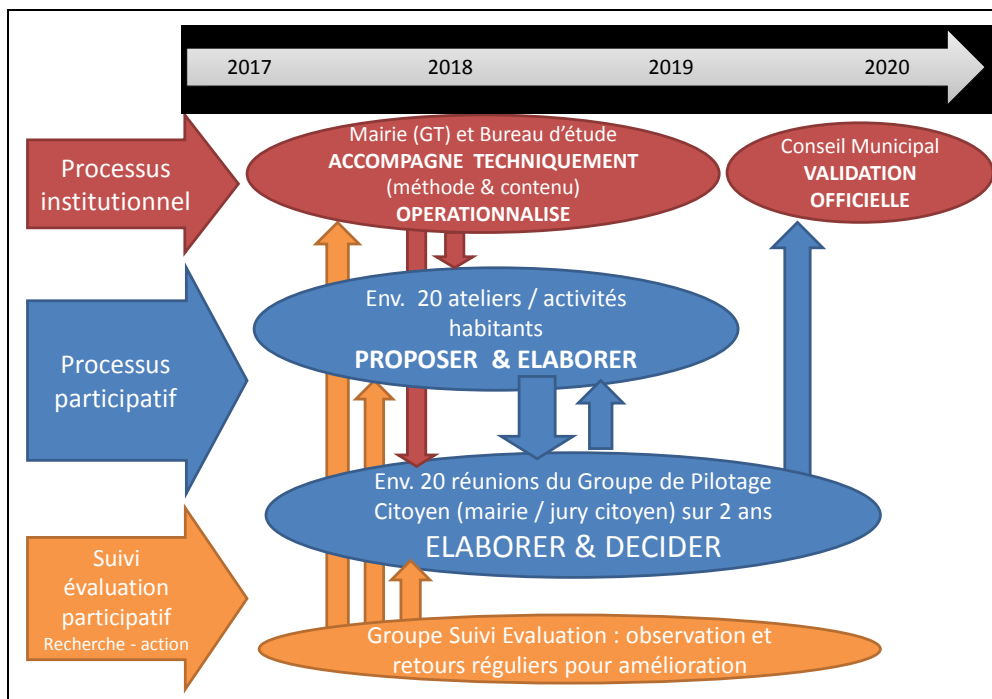 2017 2018 2019 2020
Processus
institutionnel
Mairie (GT) et Bureau d'étude
ACCOMPAGNE TECHNIQUEMENT
(méthode & contenu)
OPERATIONNALISE
Conseil Municipal
VALIDATION
OFFICIELLE
Processus
participatif
Env. 20 ateliers / activités
habitants
PROPOSER & ELABORER
Env. 20 réunions du Groupe de Pilotage
Citoyen (mairie / jury citoyen) sur 2 ans
ELABORER & DECIDER
Suivi
évaluation
participatif
Recherche - action
Groupe Suivi Evaluation : observation et
retours réguliers pour amélioration